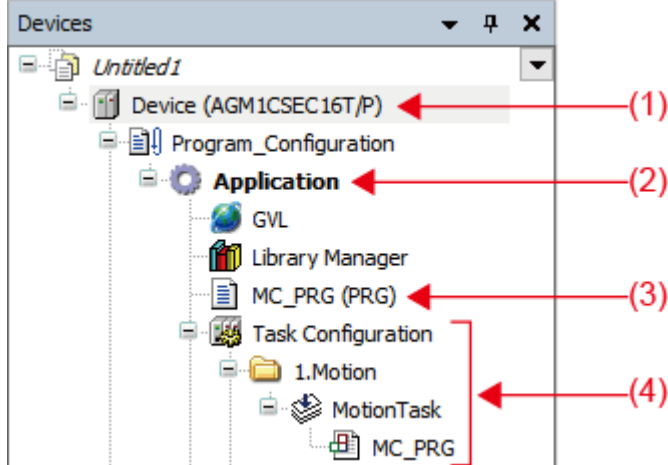 Devices
Untitled1
Device (AGM1CSEC16T/P) (1)
Program_Configuration
Application (2)
GVL
Library Manager
MC_PRG (PRG) (3)
Task Configuration
1.Motion
(4)
MotionTask
MC_PRG